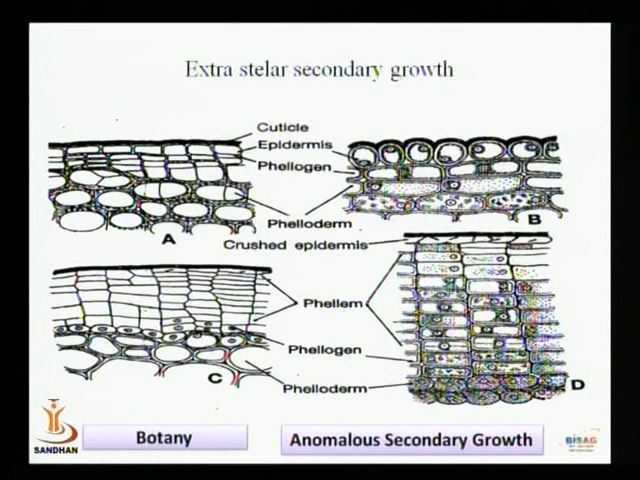 Extra stelar secondary growth
Cuticle
Epidermis
Phellogen
Phelloderm
A
B
Crushed epidermis
Phellem
Phellogen
Phelloderm
C
D
SANDHAN
Botany
Anomalous Secondary Growth
BISAG